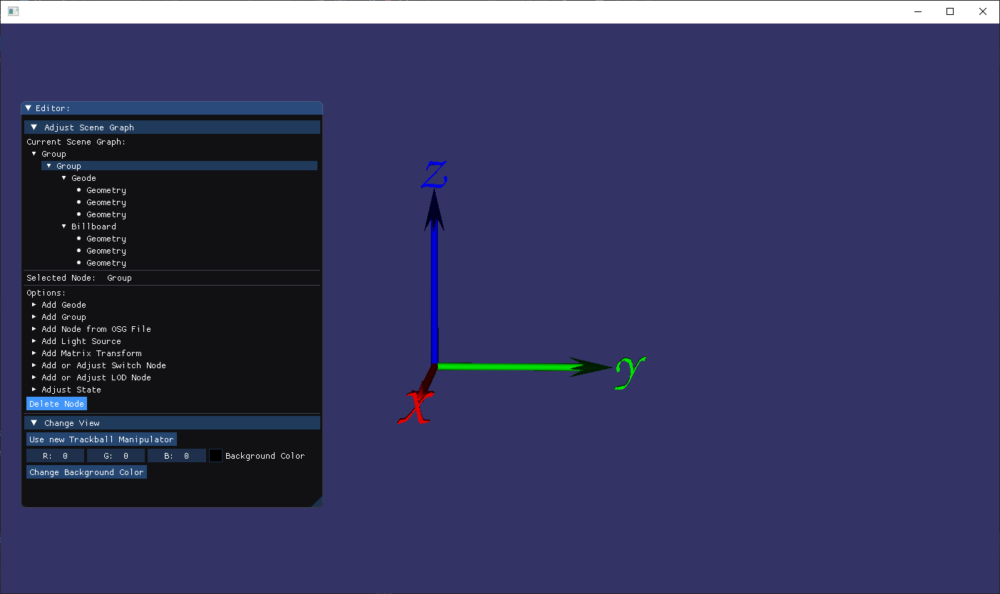 Editor:
Adjust Scene Graph
Current Scene Graph:
Group
Group
Geode
Geometry
Geometry
Geometry
Billboard
Geometry
Geometry
Geometry
Selected Node: Group
Options:
Add Geode
Add Group
Add Node from OSG File
Add Light Source
Add Matrix Transform
Add or Adjust Switch Node
Add or Adjust LOD Node
Adjust State
Delete Node
Change View
Use new Trackball Manipulator
R: 0 G: 0 B: 0 Background Color
Change Background Color
z
y
x